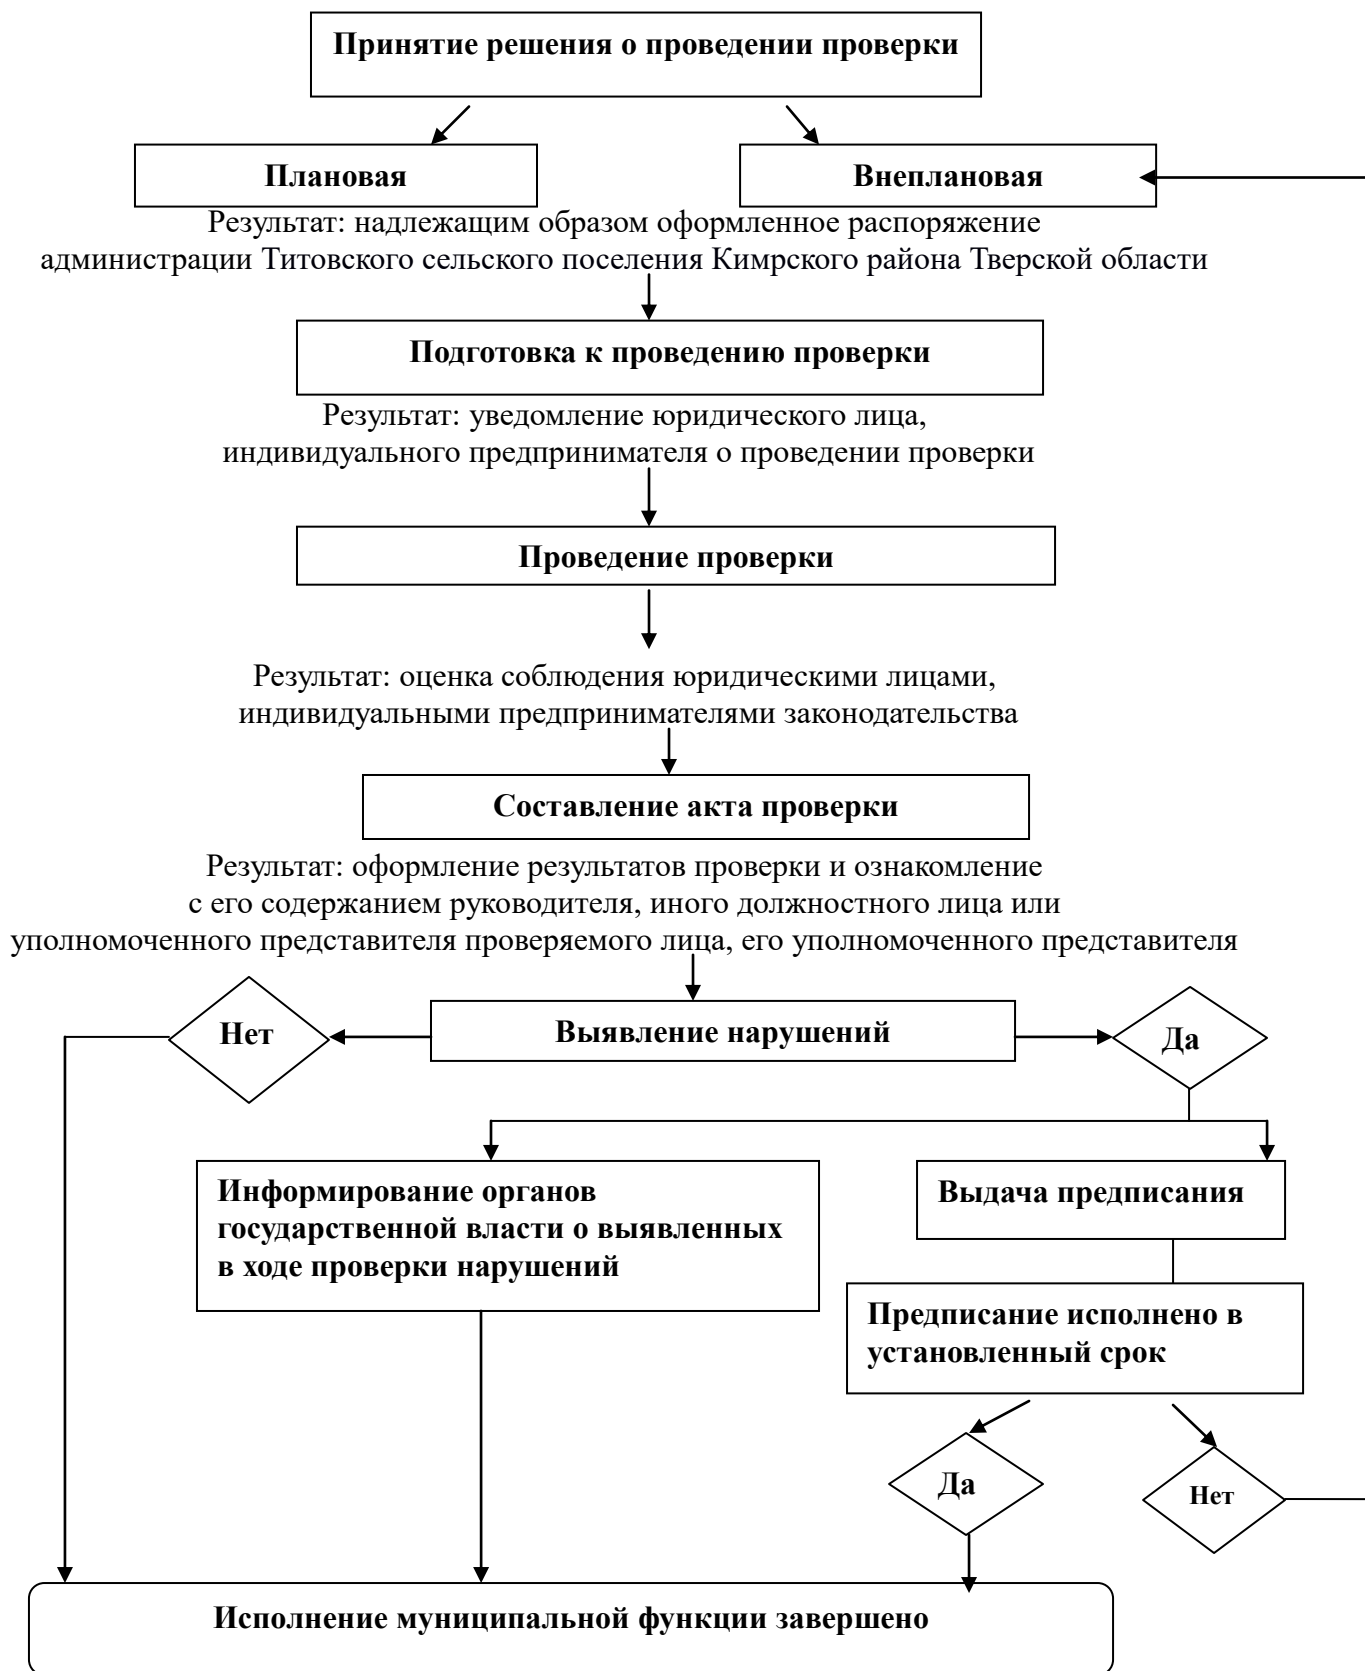 Принятие решения о проведении проверки
Плановая
Внеплановая
Результат: надлежащим образом оформленное распоряжение
администрации Титовского сельского поселения Кимрского района Тверской области
Подготовка к проведению проверки
Результат: уведомление юридического лица,
индивидуального предпринимателя о проведении проверки
Проведение проверки
Результат: оценка соблюдения юридическими лицами,
индивидуальными предпринимателями законодательства
Составление акта проверки
Результат: оформление результатов проверки и ознакомление
с его содержанием руководителя, иного должностного лица или
уполномоченного представителя проверяемого лица, его уполномоченного представителя
Нет
Выявление нарушений
Да
Информирование органов
государственной власти о выявленных
в ходе проверки нарушений
Выдача предписания
Предписание исполнено в
установленный срок
Да
Нет
Исполнение муниципальной функции завершено